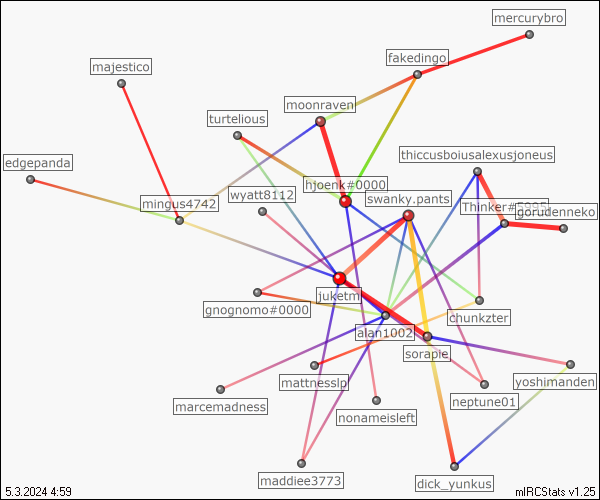 mercurybro
fakedingo
majestico
moonraven
turtelious
thiccusboiusalexusjoneus
edgepanda
hjoenk#0000
wyatt8112
swanky.pants
mingus4742
Thinker#5995
gorudenneko
juketm
gnognomo#0000
chunkzter
alan1002
sorapie
mattnesslp
yoshimanden
marcemadness
neptune01
nonameisleft
maddiee3773
dick_yunkus
5.3.2024 4:59
mIRCStats v1.25